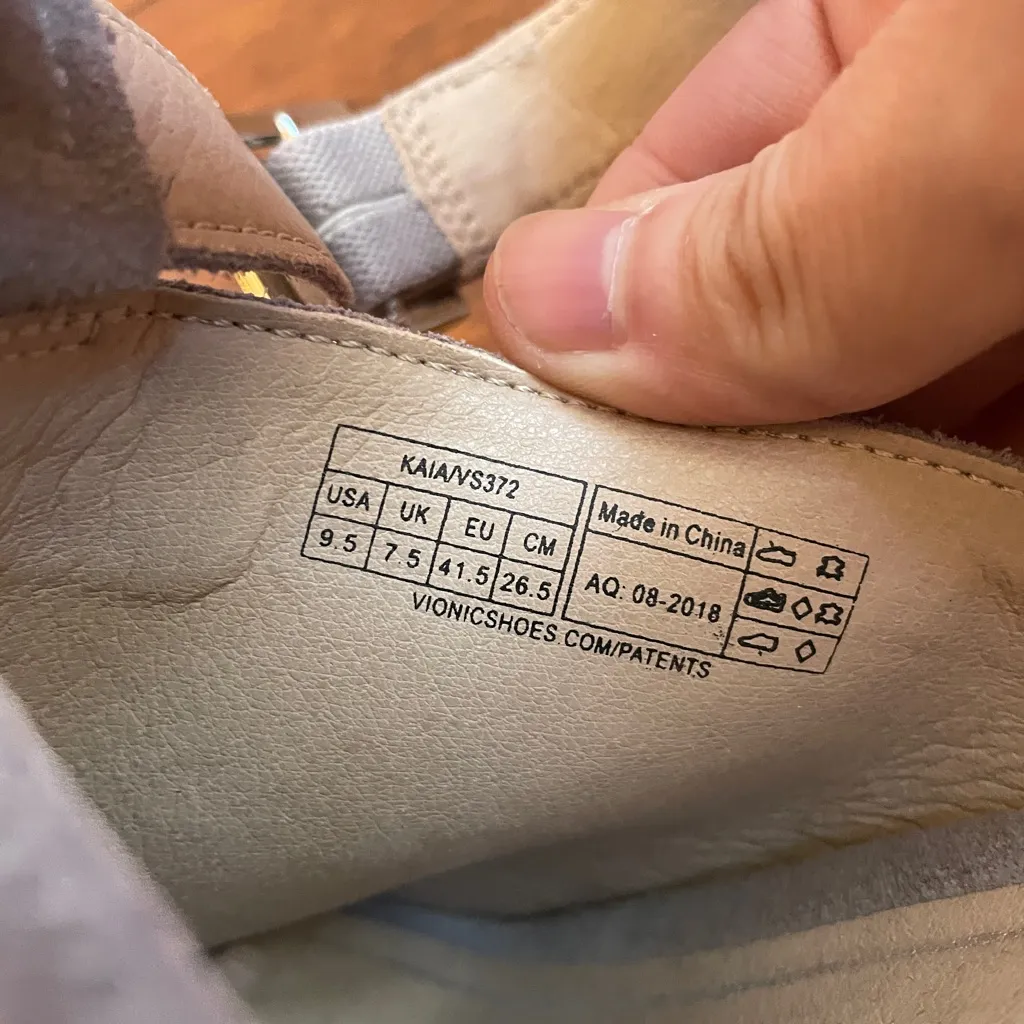 KAIA/VS372
USA UK EU CM
9.5 7.5 41.5 26.5
Made in China
AQ: 08-2018
VIONICSHOES.COM/PATENTS